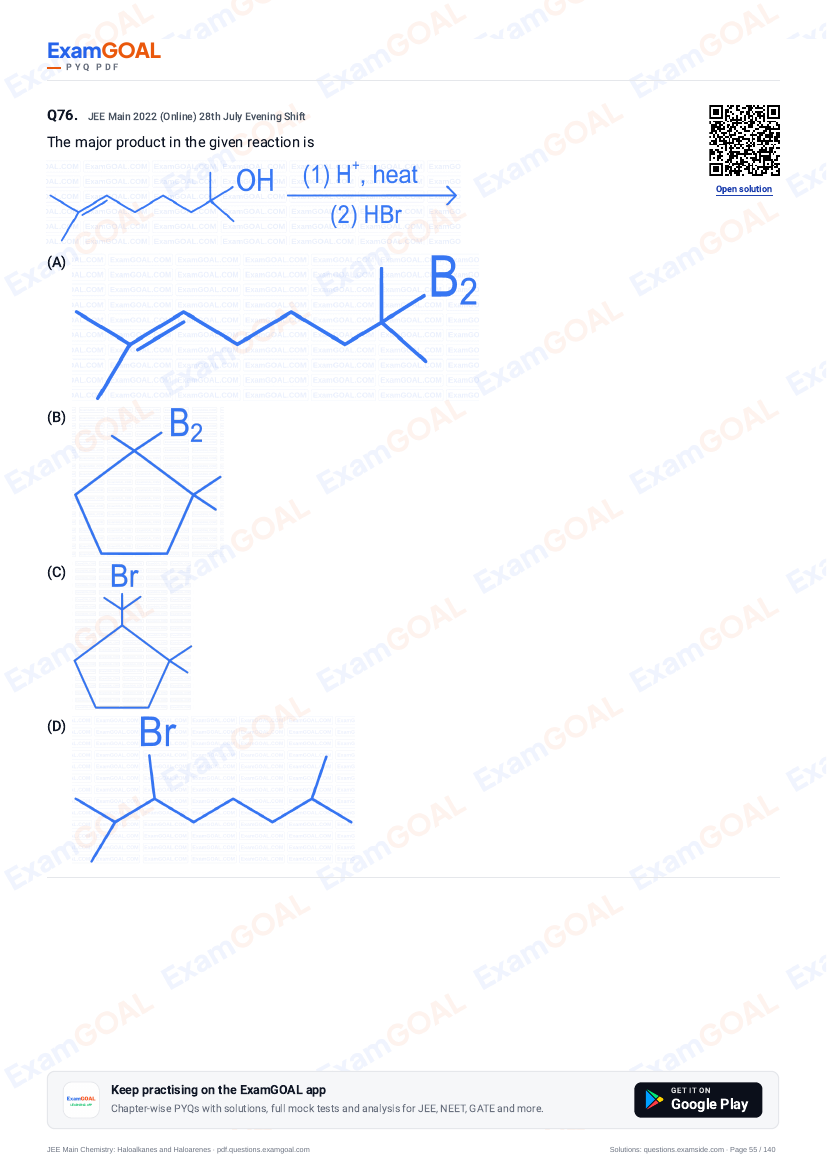 ExamGOAL
PYQ PDF
Q76. JEE Main 2022 (Online) 28th July Evening Shift
The major product in the given reaction is
Open solution
OH
(1) H⁺, heat
(2) HBr
(A)
B₂
(B)
B₂
(C)
Br
(D)
Br
Keep practising on the ExamGOAL app
Chapter-wise PYQs with solutions, full mock tests and analysis for JEE, NEET, GATE and more.
GET IT ON
Google Play
JEE Main Chemistry: Haloalkanes and Haloarenes · pdf.questions.examgoal.com
Solutions: questions.examside.com · Page 55 / 140